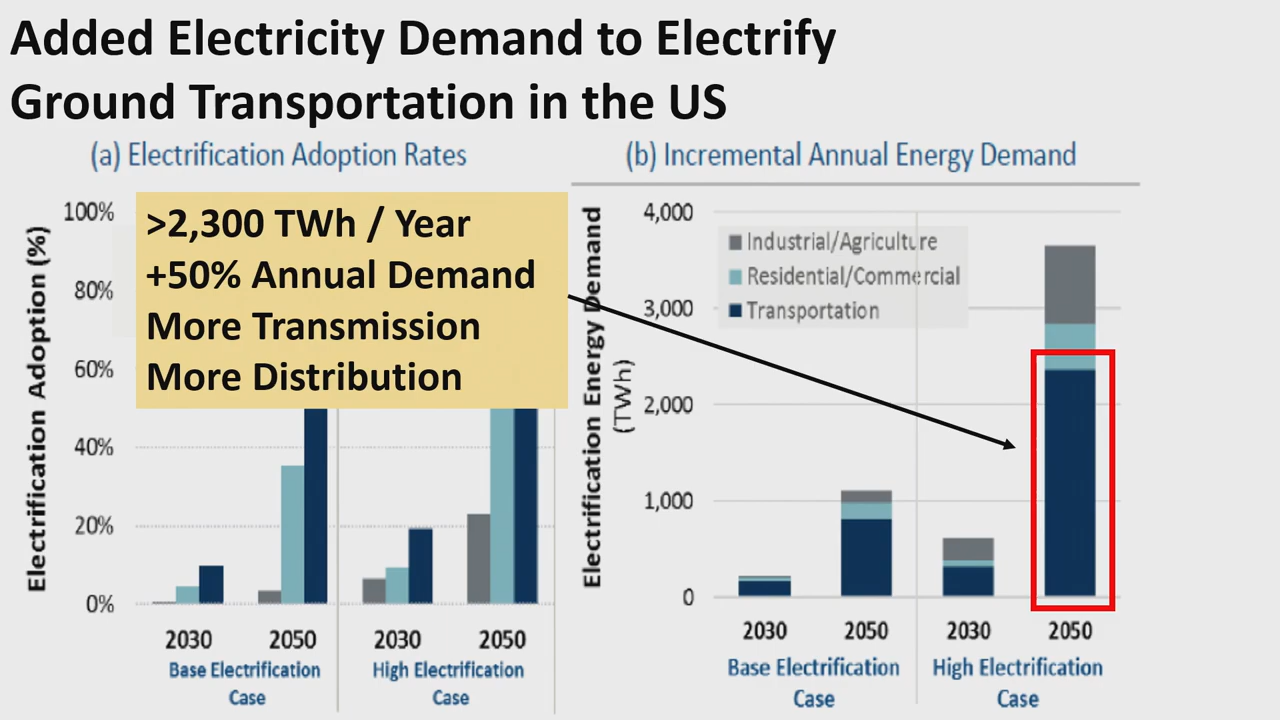 Added Electricity Demand to Electrify
Ground Transportation in the US
(a) Electrification Adoption Rates
Electrification Adoption (%)
100%
80%
60%
40%
20%
0%
>2,300 TWh / Year
+50% Annual Demand
More Transmission
More Distribution
2030
2050
2030
2050
Base Electrification
Case
High Electrification
Case
(b) Incremental Annual Energy Demand
Electrification Energy Demand
(TWh)
4,000
3,000
2,000
1,000
0
Industrial/Agriculture
Residential/Commercial
Transportation
2030
2050
2030
2050
Base Electrification
Case
High Electrification
Case